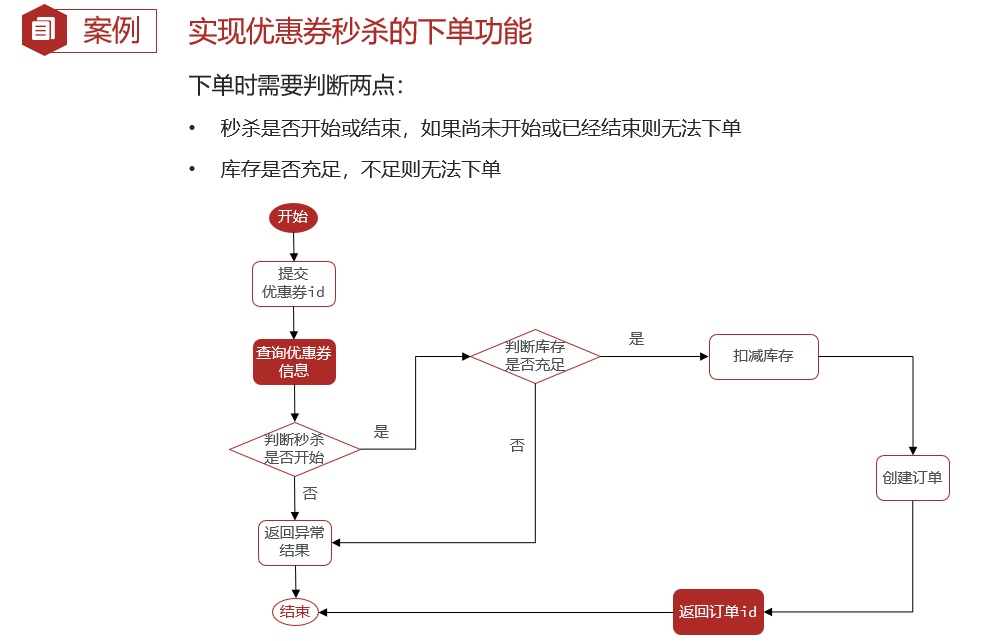 案例
实现优惠券秒杀的下单功能
下单时需要判断两点：
• 秒杀是否开始或结束，如果尚未开始或已经结束则无法下单
• 库存是否充足，不足则无法下单
开始
提交
优惠券id
查询优惠券
信息
判断秒杀
是否开始
是
否
判断库存
是否充足
是
否
扣减库存
创建订单
返回异常
结果
返回订单id
结束